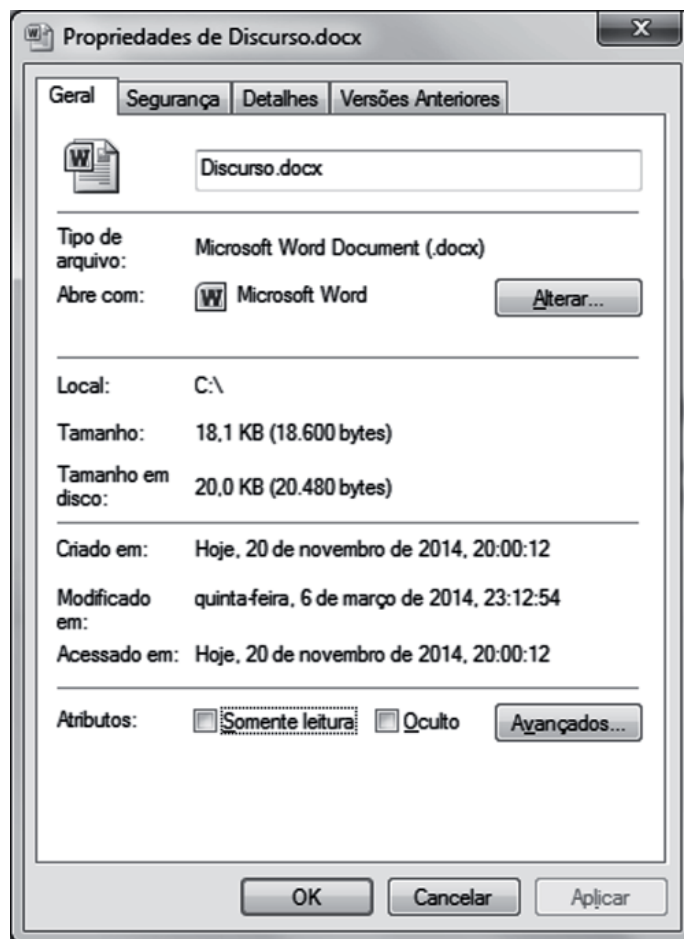 Propriedades de Discurso.docx
Geral Segurança Detalhes Versões Anteriores
Discurso.docx
Tipo de
arquivo: Microsoft Word Document (.docx)
Abre com: Microsoft Word Alterar...
Local: C:\
Tamanho: 18,1 KB (18.600 bytes)
Tamanho em
disco: 20,0 KB (20.480 bytes)
Criado em: Hoje, 20 de novembro de 2014, 20:00:12
Modificado
em: quinta-feira, 6 de março de 2014, 23:12:54
Acessado em: Hoje, 20 de novembro de 2014, 20:00:12
Atributos: Somente leitura Oculto Avançados...
OK Cancelar Aplicar